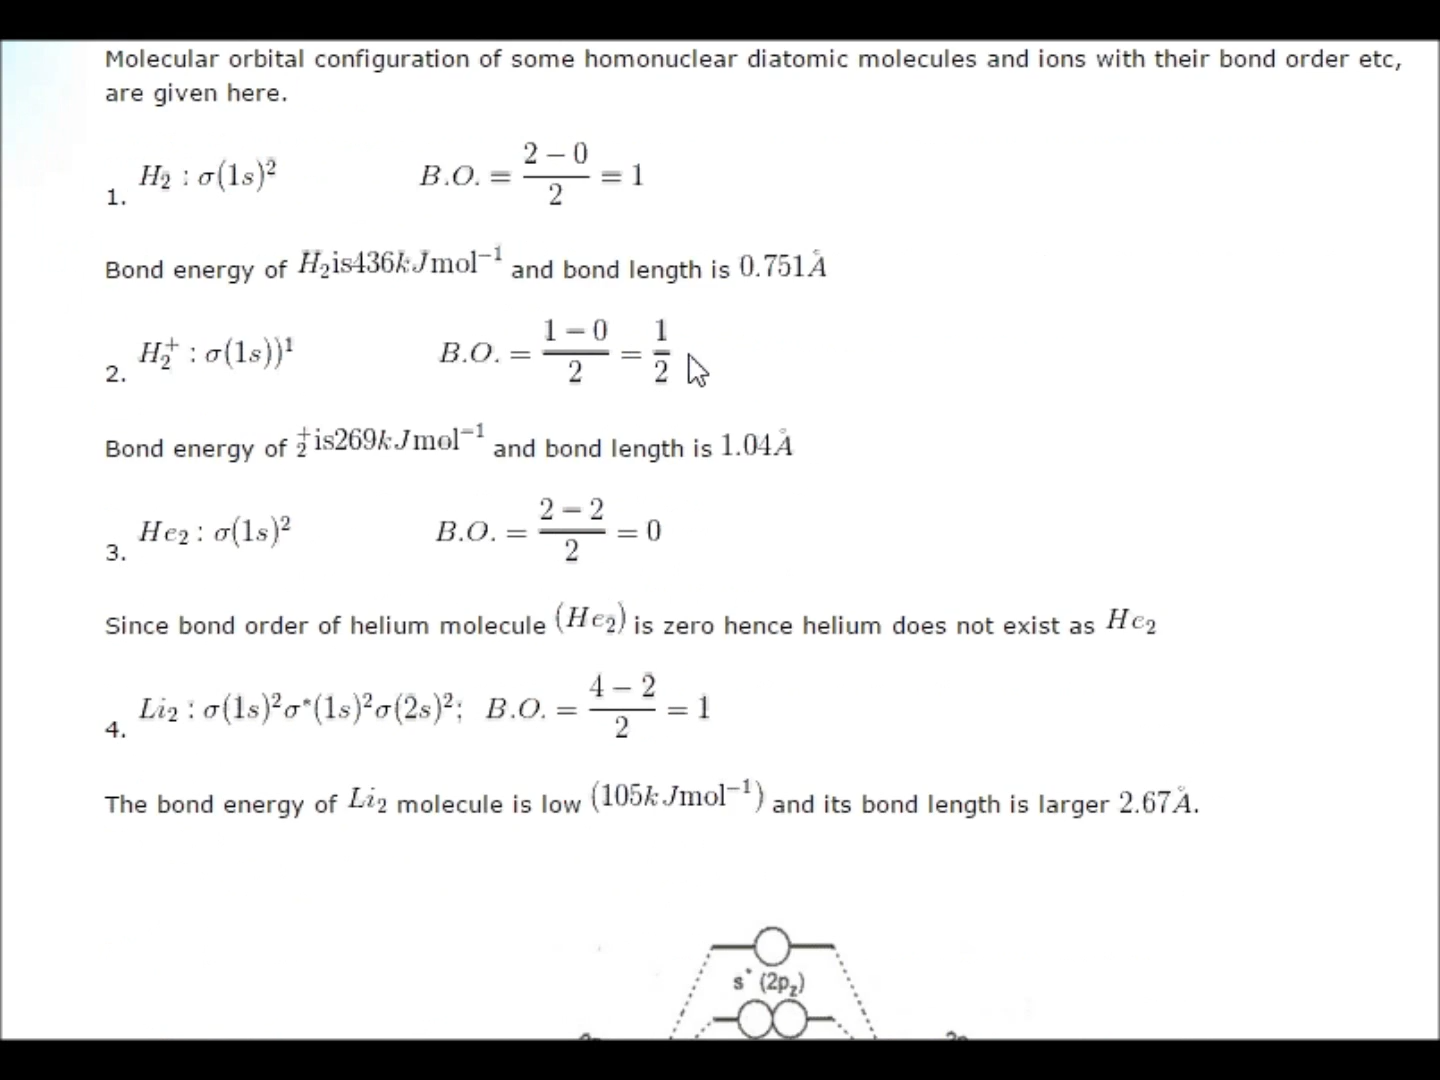 Molecular orbital configuration of some homonuclear diatomic molecules and ions with their bond order etc,
are given here.
1. H₂ : σ(1s)² B.O. = (2 − 0)/2 = 1
Bond energy of H₂is436kJmol⁻¹ and bond length is 0.751Å
2. H₂⁺ : σ(1s))¹ B.O. = (1 − 0)/2 = 1/2
Bond energy of ₂⁺is269kJmol⁻¹ and bond length is 1.04Å
3. He₂ : σ(1s)² B.O. = (2 − 2)/2 = 0
Since bond order of helium molecule (He₂) is zero hence helium does not exist as He₂
4. Li₂ : σ(1s)²σ*(1s)²σ(2s)²; B.O. = (4 − 2)/2 = 1
The bond energy of Li₂ molecule is low (105kJmol⁻¹) and its bond length is larger 2.67Å.
s* (2p_z)